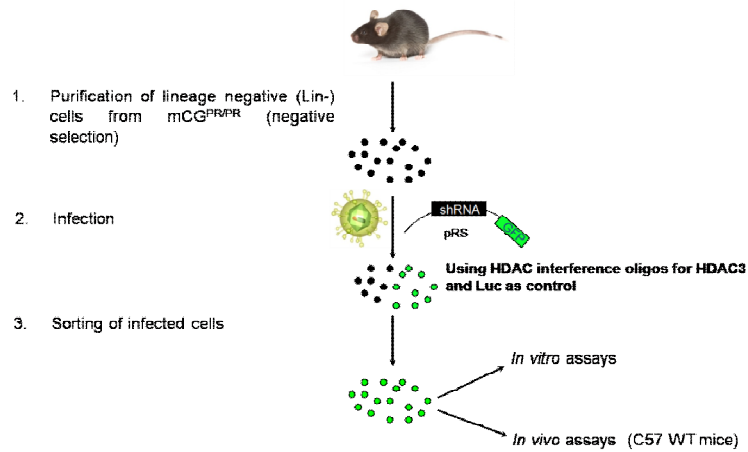 1. Purification of lineage negative (Lin-)
cells from mCGPR/PR (negative
selection)
2. Infection
shRNA
pRS
GFP
Using HDAC interference oligos for HDAC3
and Luc as control
3. Sorting of infected cells
In vitro assays
In vivo assays (C57 WT mice)